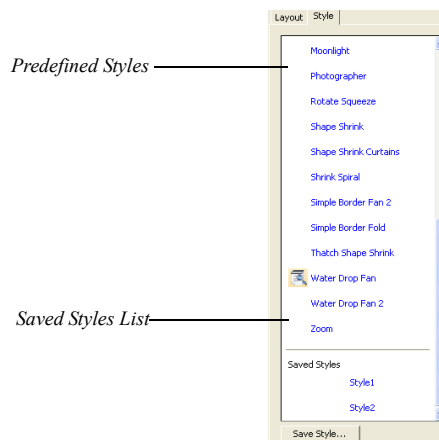 Layout Style
Predefined Styles
Moonlight
Photographer
Rotate Squeeze
Shape Shrink
Shape Shrink Curtains
Shrink Spiral
Simple Border Fan 2
Simple Border Fold
Thatch Shape Shrink
Water Drop Fan
Water Drop Fan 2
Saved Styles List
Zoom
Saved Styles
Style1
Style2
Save Style...